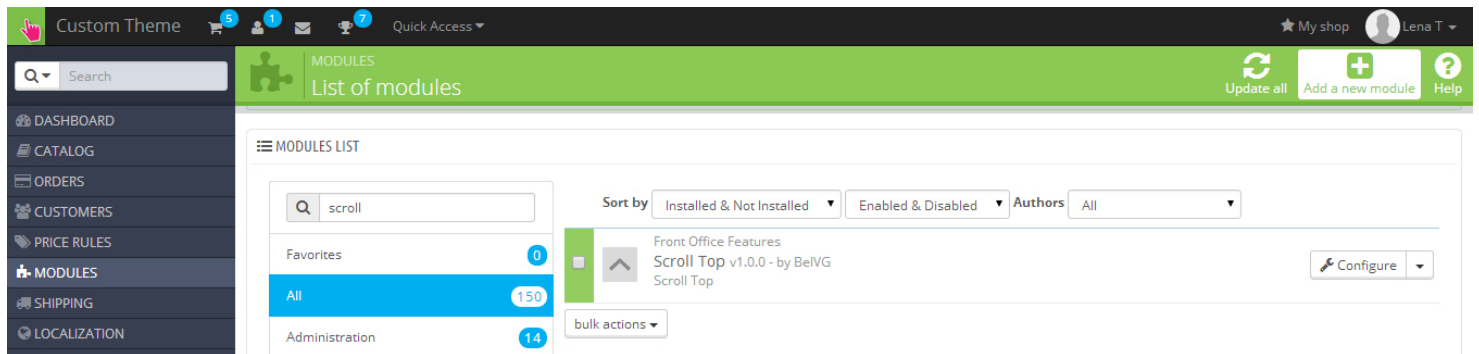 Custom Theme 5 1 7 Quick Access My shop Lena T
Search
MODULES
List of modules
Update all Add a new module Help
DASHBOARD
CATALOG
ORDERS
CUSTOMERS
PRICE RULES
MODULES
SHIPPING
LOCALIZATION
MODULES LIST
scroll
Favorites 0
All 150
Administration 14
Sort by Installed & Not Installed Enabled & Disabled Authors All
Front Office Features
Scroll Top v1.0.0 - by BelVG
Scroll Top
Configure
bulk actions